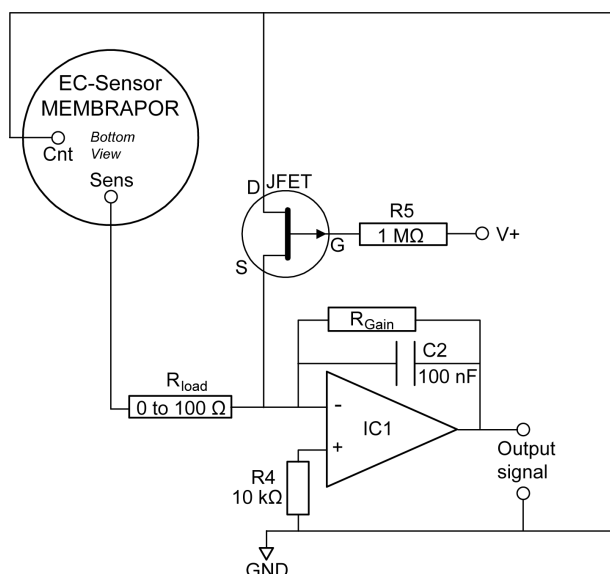 EC-Sensor
MEMBRAPOR
Bottom
View
Cnt
Sens
D
JFET
S
G
R5
1 MΩ
V+
RGain
C2
100 nF
Rload
0 to 100 Ω
-
+
IC1
R4
10 kΩ
Output
signal
GND